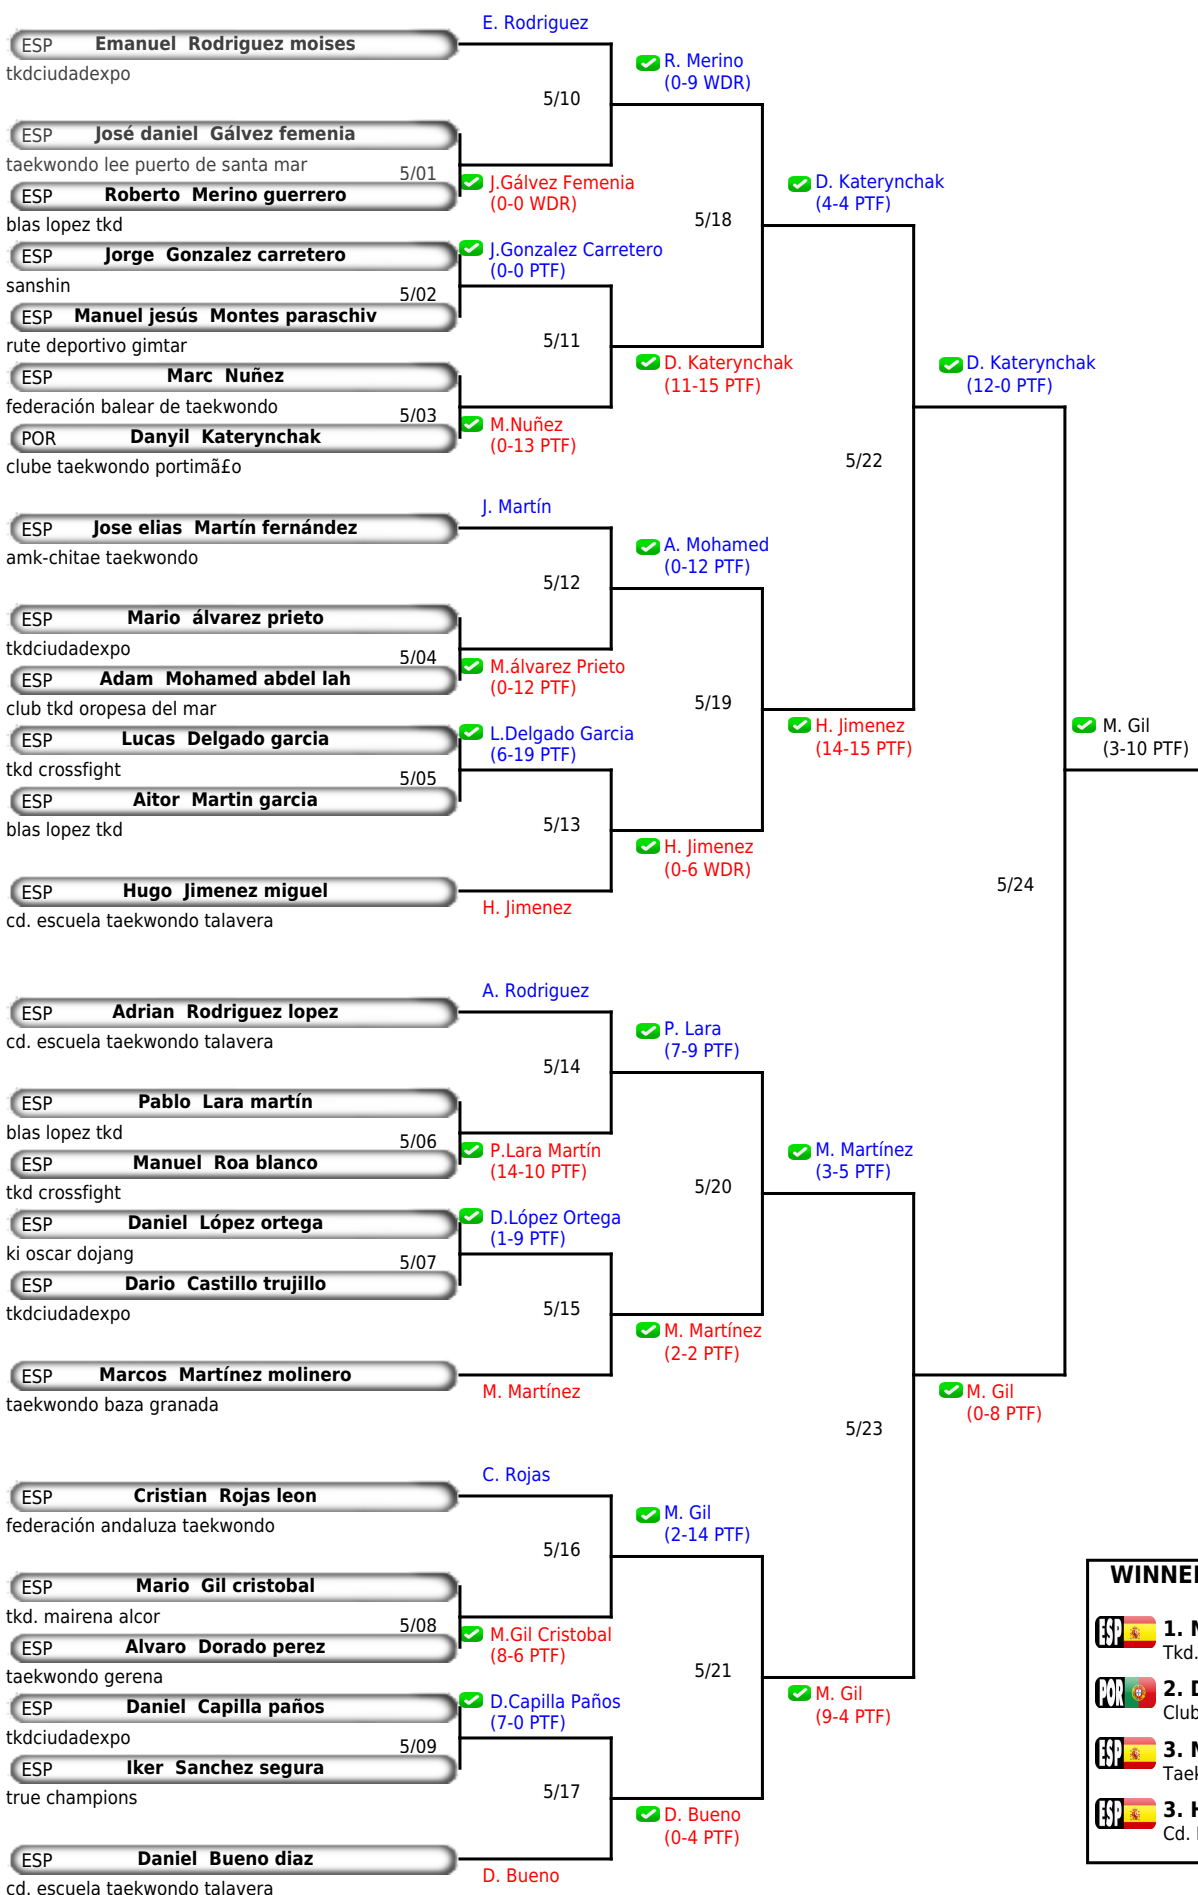 E. Rodriguez
ESP Emanuel Rodriguez moises
tkdciudadexpo
R. Merino
(0-9 WDR)
5/10
ESP José daniel Gálvez femenia
taekwondo lee puerto de santa mar
5/01
J.Gálvez Femenia
(0-0 WDR)
D. Katerynchak
(4-4 PTF)
ESP Roberto Merino guerrero
blas lopez tkd
5/18
ESP Jorge Gonzalez carretero
J.Gonzalez Carretero
(0-0 PTF)
sanshin
5/02
ESP Manuel jesús Montes paraschiv
rute deportivo gimtar
5/11
D. Katerynchak
(11-15 PTF)
D. Katerynchak
(12-0 PTF)
ESP Marc Nuñez
federación balear de taekwondo
5/03
M.Nuñez
(0-13 PTF)
POR Danyil Katerynchak
clube taekwondo portimã£o
5/22
J. Martín
ESP Jose elias Martín fernández
amk-chitae taekwondo
A. Mohamed
(0-12 PTF)
5/12
ESP Mario álvarez prieto
tkdciudadexpo
5/04
M.álvarez Prieto
(0-12 PTF)
ESP Adam Mohamed abdel lah
club tkd oropesa del mar
5/19
ESP Lucas Delgado garcia
L.Delgado Garcia
(6-19 PTF)
H. Jimenez
(14-15 PTF)
M. Gil
(3-10 PTF)
tkd crossfight
5/05
ESP Aitor Martin garcia
blas lopez tkd
5/13
H. Jimenez
(0-6 WDR)
ESP Hugo Jimenez miguel
cd. escuela taekwondo talavera
H. Jimenez
5/24
A. Rodriguez
ESP Adrian Rodriguez lopez
cd. escuela taekwondo talavera
P. Lara
(7-9 PTF)
5/14
ESP Pablo Lara martín
blas lopez tkd
5/06
P.Lara Martín
(14-10 PTF)
M. Martínez
(3-5 PTF)
ESP Manuel Roa blanco
tkd crossfight
5/20
ESP Daniel López ortega
D.López Ortega
(1-9 PTF)
ki oscar dojang
5/07
ESP Dario Castillo trujillo
tkdciudadexpo
5/15
M. Martínez
(2-2 PTF)
ESP Marcos Martínez molinero
taekwondo baza granada
M. Martínez
M. Gil
(0-8 PTF)
5/23
C. Rojas
ESP Cristian Rojas leon
federación andaluza taekwondo
M. Gil
(2-14 PTF)
5/16
ESP Mario Gil cristobal
tkd. mairena alcor
5/08
M.Gil Cristobal
(8-6 PTF)
ESP Alvaro Dorado perez
taekwondo gerena
5/21
ESP Daniel Capilla paños
D.Capilla Paños
(7-0 PTF)
M. Gil
(9-4 PTF)
tkdciudadexpo
5/09
ESP Iker Sanchez segura
true champions
5/17
D. Bueno
(0-4 PTF)
ESP Daniel Bueno diaz
cd. escuela taekwondo talavera
D. Bueno
ESP 1.
Tkd.
POR 2. D
Club
ESP 3.
Taek
ESP 3. H
Cd.